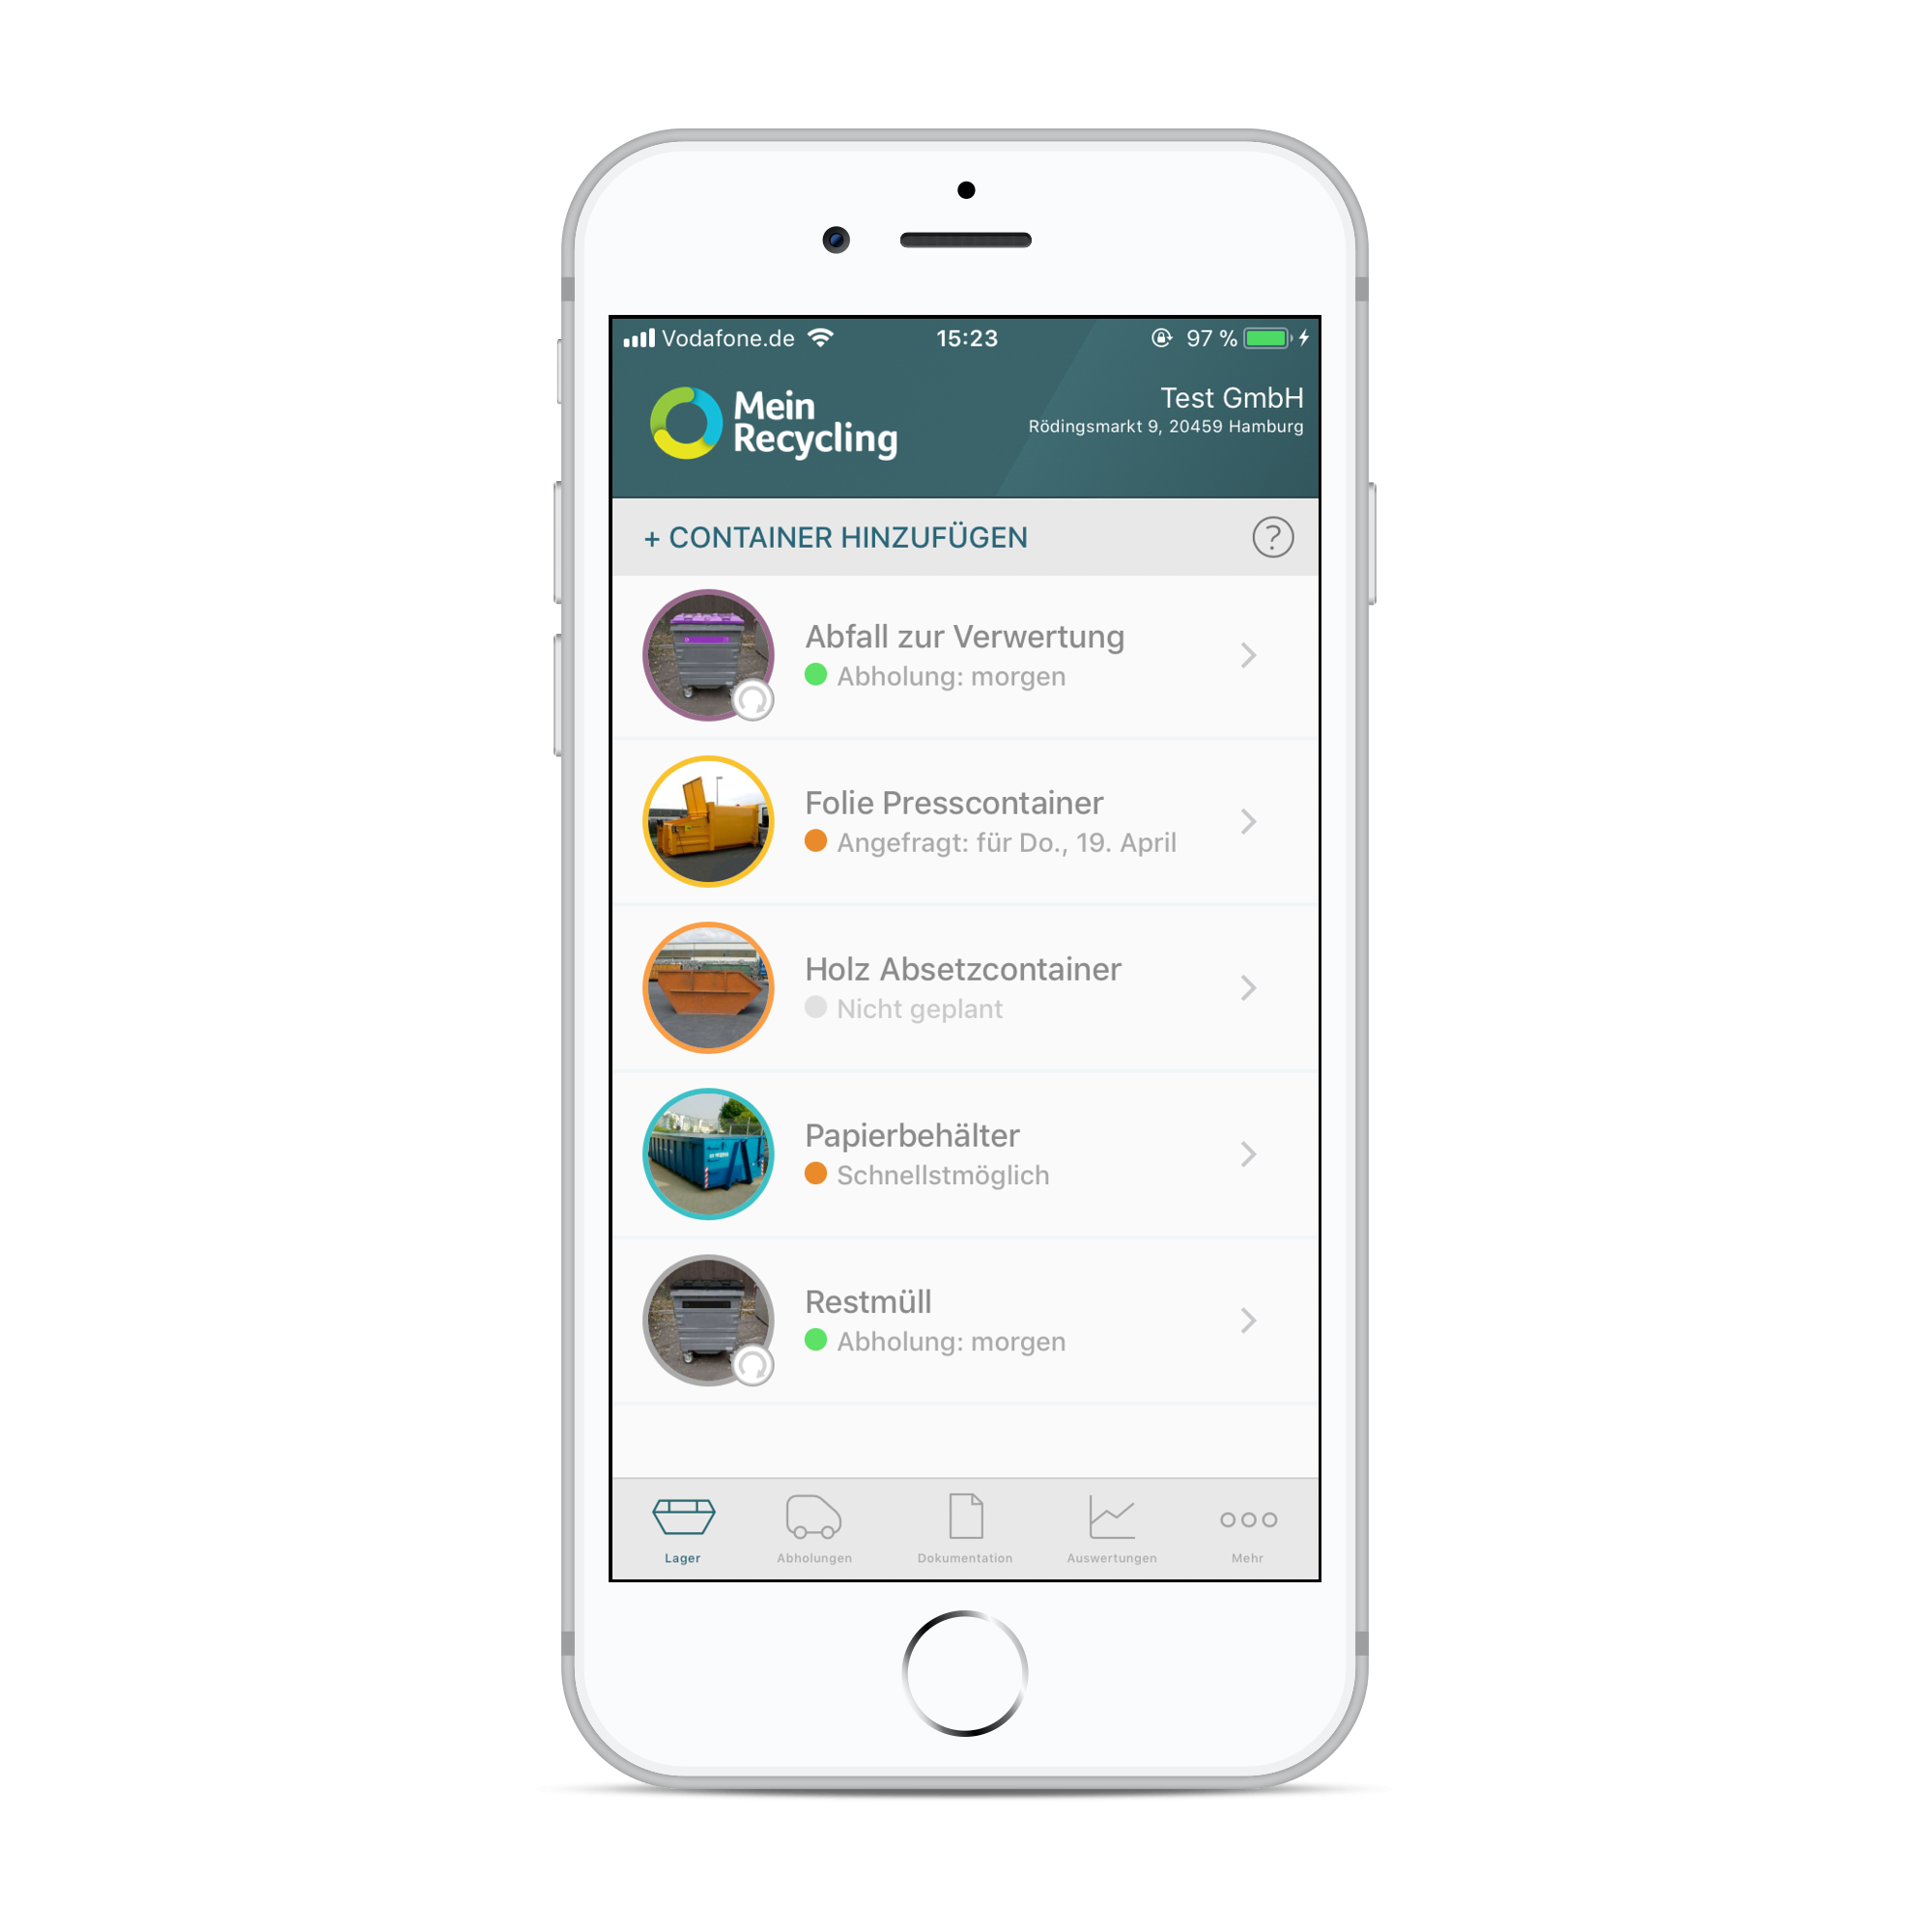 Vodafone.de 15:23 97 %
Mein
Recycling
Test GmbH
Rödingsmarkt 9, 20459 Hamburg
+ CONTAINER HINZUFÜGEN ?
Abfall zur Verwertung
Abholung: morgen
Folie Presscontainer
Angefragt: für Do., 19. April
Holz Absetzcontainer
Nicht geplant
Papierbehälter
Schnellstmöglich
Restmüll
Abholung: morgen
Lager Abholungen Dokumentation Auswertungen Mehr